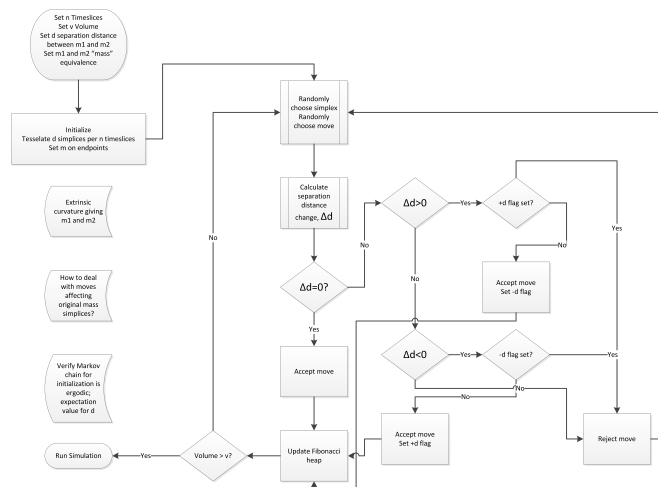 Set n Timeslices
Set v Volume
Set d separation distance
between m1 and m2
Set m1 and m2 “mass”
equivalence
Initialize
Tesselate d simplices per n timeslices
Set m on endpoints
Extrinsic
curvature giving
m1 and m2
How to deal
with moves
affecting
original mass
simplices?
Verify Markov
chain for
initialization is
ergodic;
expectation
value for d
Run Simulation
Yes
Volume > v?
No
Randomly
choose simplex
Randomly
choose move
Calculate
separation
distance
change, Δd
Δd=0?
No
Yes
Accept move
Update Fibonacci
heap
Δd>0
Yes
+d flag set?
Yes
No
No
Accept move
Set -d flag
Δd<0
Yes
-d flag set?
Yes
No
No
Accept move
Set +d flag
Reject move